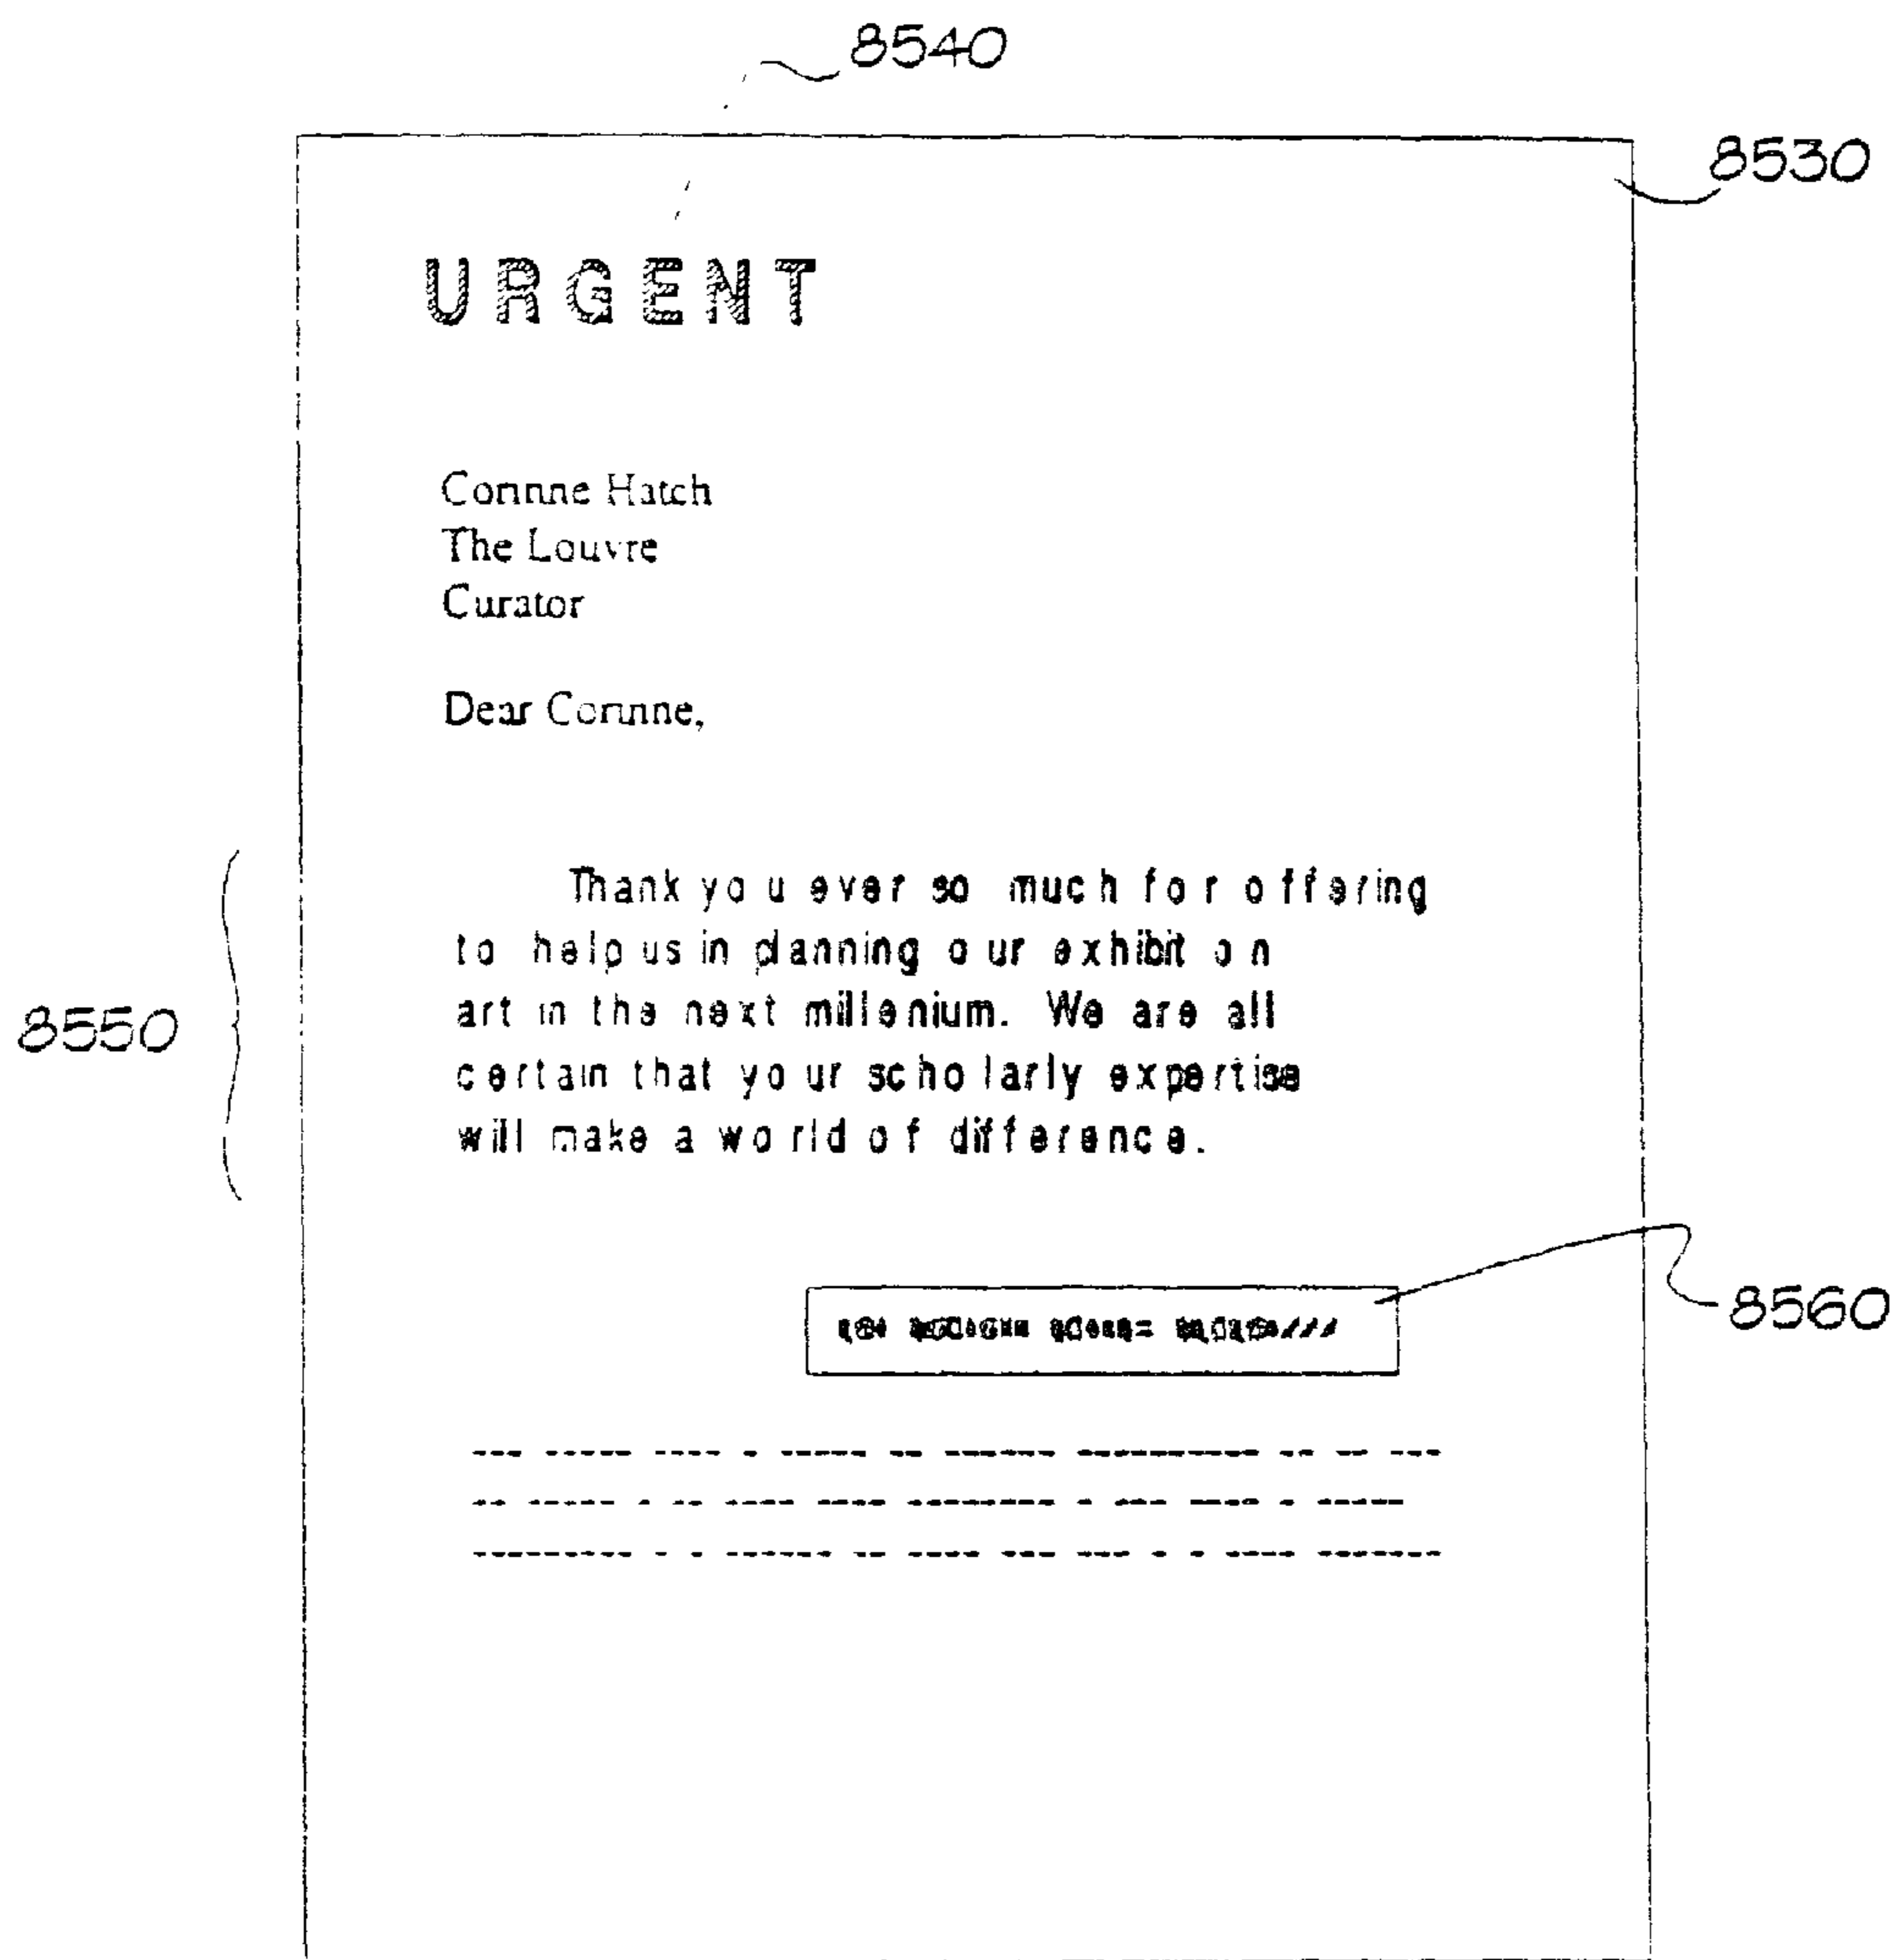 8540
8530
URGENT
Corinne Hatch
The Louvre
Curator
Dear Corinne,
Thank you ever so much for offering
to help us in planning our exhibit on
art in the next millenium. We are all
8550
certain that your scholarly expertise
will make a world of difference.
8560